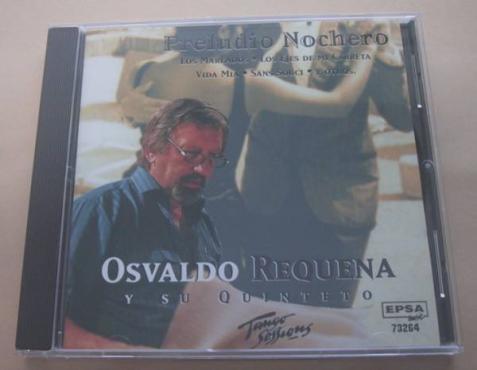 Preludio Nochero
LOS MAREADOS • LOS EJES DE MI CARRETA
VIDA MIA • SANS SOUCI • Y OTROS.
OSVALDO REQUENA
Y SU QUINTETO
Tango
Sessions
EPSA
music
73264